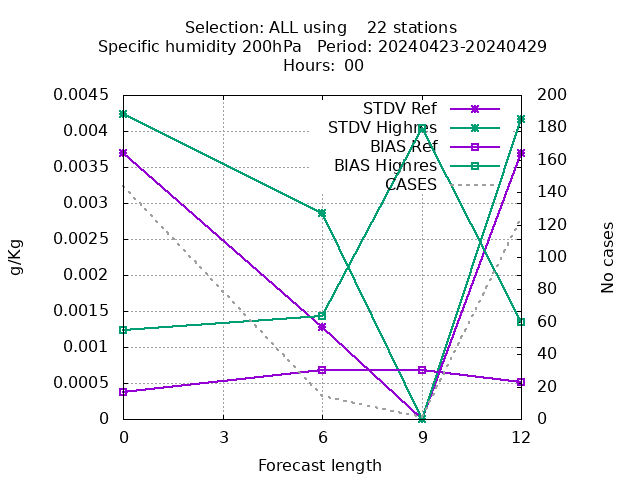 Selection: ALL using    22 stations
Specific humidity 200hPa   Period: 20240423-20240429
Hours: 00
STDV Ref
STDV Highres
BIAS Ref
BIAS Highres
CASES
0.0045
0.004
0.0035
0.003
0.0025
0.002
0.0015
0.001
0.0005
0
200
180
160
140
120
100
80
60
40
20
0
g/Kg
No cases
0 3 6 9 12
Forecast length